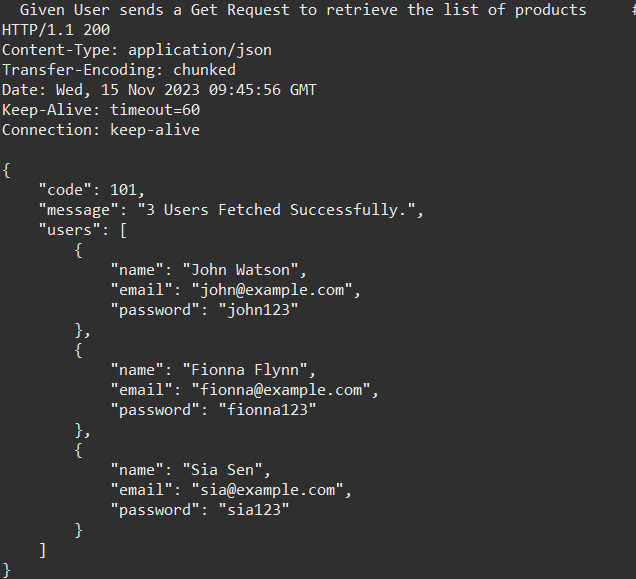 Given User sends a Get Request to retrieve the list of products #
HTTP/1.1 200
Content-Type: application/json
Transfer-Encoding: chunked
Date: Wed, 15 Nov 2023 09:45:56 GMT
Keep-Alive: timeout=60
Connection: keep-alive
{
    "code": 101,
    "message": "3 Users Fetched Successfully.",
    "users": [
        {
            "name": "John Watson",
            "email": "john@example.com",
            "password": "john123"
        },
        {
            "name": "Fionna Flynn",
            "email": "fionna@example.com",
            "password": "fionna123"
        },
        {
            "name": "Sia Sen",
            "email": "sia@example.com",
            "password": "sia123"
        }
    ]
}